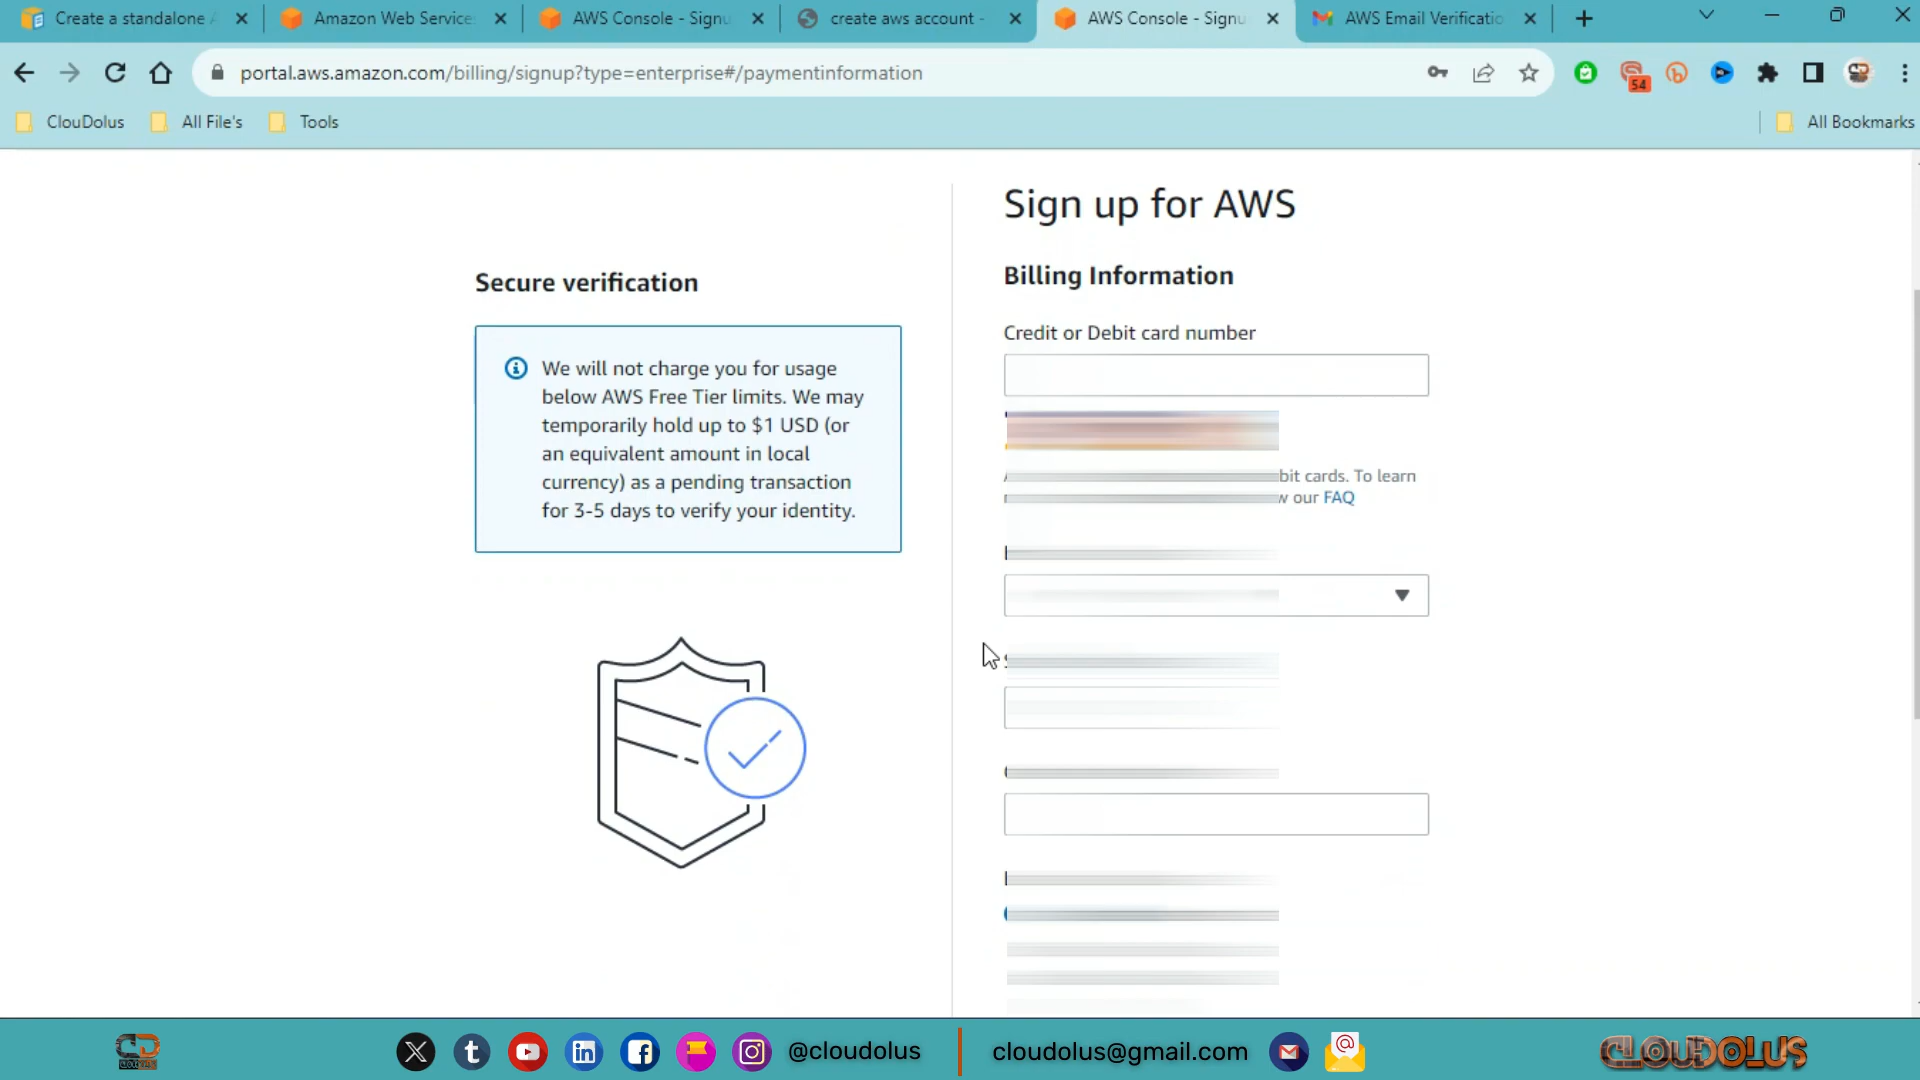 Create a standalone
Amazon Web Service
AWS Console - Signu
create aws account -
AWS Console - Signu
AWS Email Verificatio
portal.aws.amazon.com/billing/signup?type=enterprise#/paymentinformation
54
ClouDolus
All File's
Tools
All Bookmarks
Sign up for AWS
Secure verification
Billing Information
Credit or Debit card number
We will not charge you for usage
below AWS Free Tier limits. We may
temporarily hold up to $1 USD (or
an equivalent amount in local
currency) as a pending transaction
for 3-5 days to verify your identity.
bit cards. To learn
our FAQ
@cloudolus
cloudolus@gmail.com
CLOUDOLUS